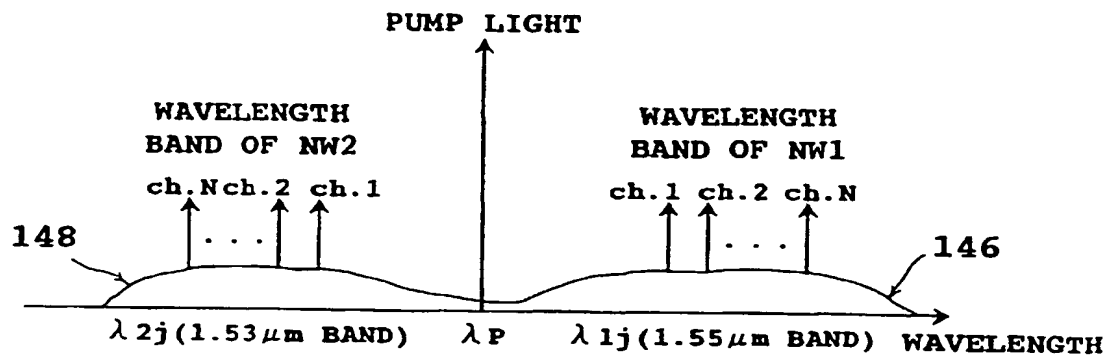 PUMP LIGHT
WAVELENGTH
BAND OF NW2
WAVELENGTH
BAND OF NW1
ch.N ch.2 ch.1
ch.1 ch.2 ch.N
148
. . .
. . .
146
λ2j(1.53μm BAND)
λP
λ1j(1.55μm BAND)
WAVELENGTH